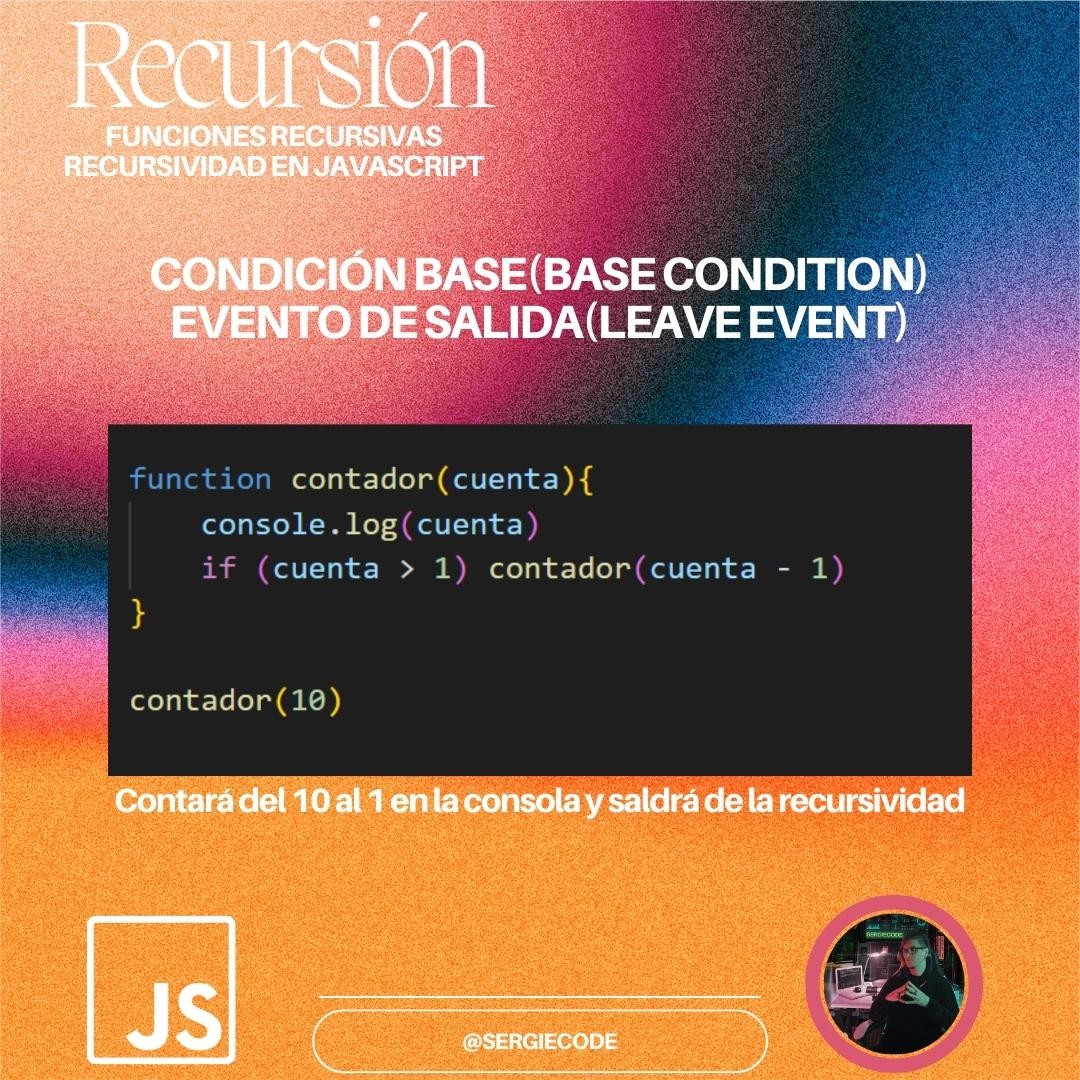 Recursión
FUNCIONES RECURSIVAS
RECURSIVIDAD EN JAVASCRIPT
CONDICIÓN BASE(BASE CONDITION)
EVENTO DE SALIDA(LEAVE EVENT)
function contador(cuenta){
    console.log(cuenta)
    if (cuenta > 1) contador(cuenta - 1)
}
contador(10)
Contará del 10 al 1 en la consola y saldrá de la recursividad
SERGIECODE
JS
@SERGIECODE